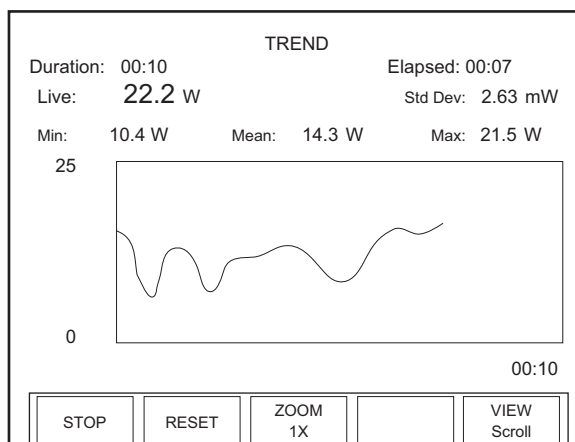 TREND
Duration: 00:10 Elapsed: 00:07
Live: 22.2 W Std Dev: 2.63 mW
Min: 10.4 W Mean: 14.3 W Max: 21.5 W
25
0
00:10
STOP RESET ZOOM 1X VIEW Scroll